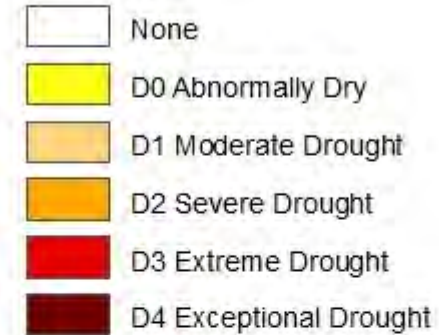 None
D0 Abnormally Dry
D1 Moderate Drought
D2 Severe Drought
D3 Extreme Drought
D4 Exceptional Drought